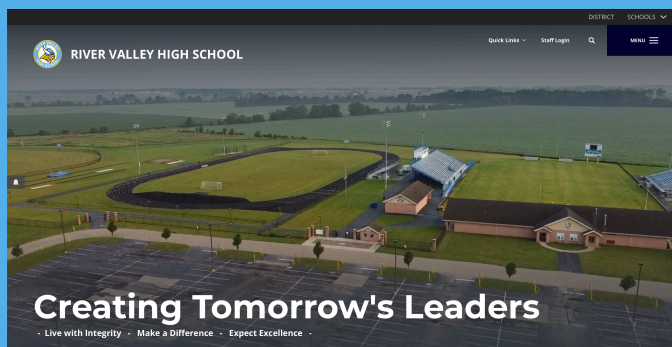 DISTRICT SCHOOLS
Quick Links Staff Login MENU
RIVER VALLEY HIGH SCHOOL
Creating Tomorrow's Leaders
- Live with Integrity - Make a Difference - Expect Excellence -